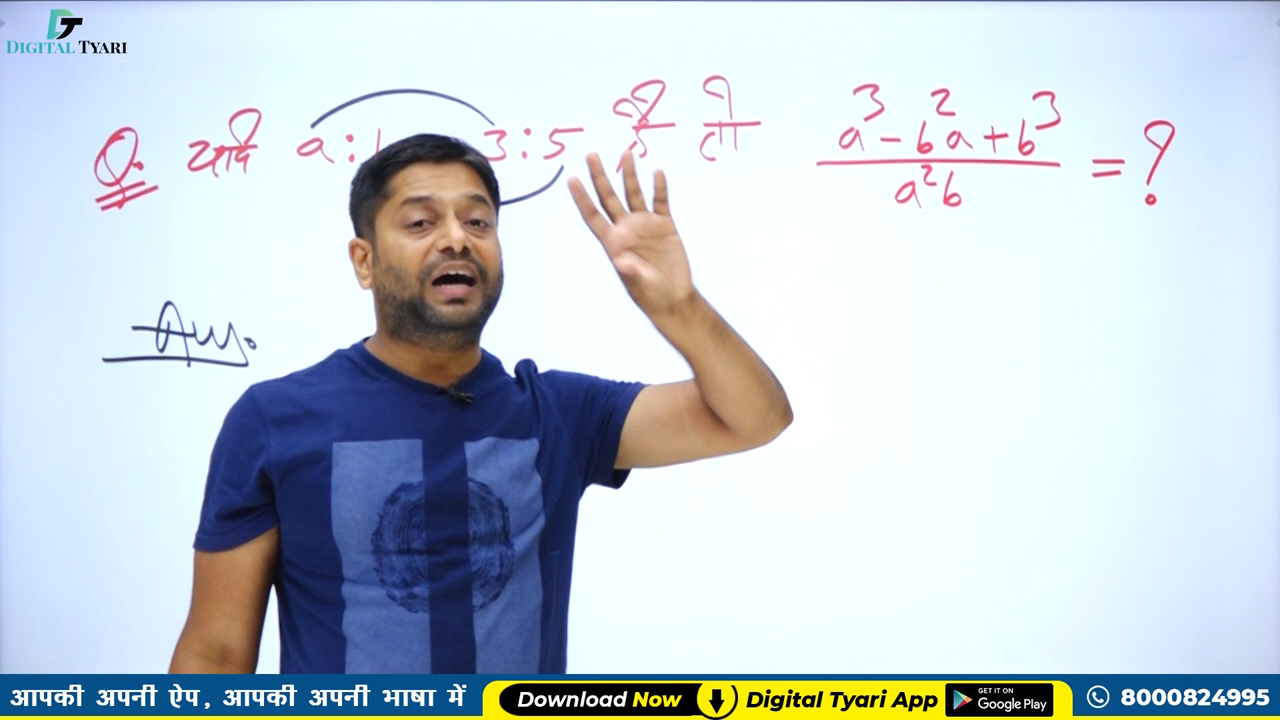 DT
DIGITAL TYARI
Q. यदि a : 3 : 5 है तो a³ - b²a + b³ / a²b = ?
Ans.
आपकी अपनी ऐप, आपकी अपनी भाषा में Download Now Digital Tyari App GET IT ON Google Play 8000824995